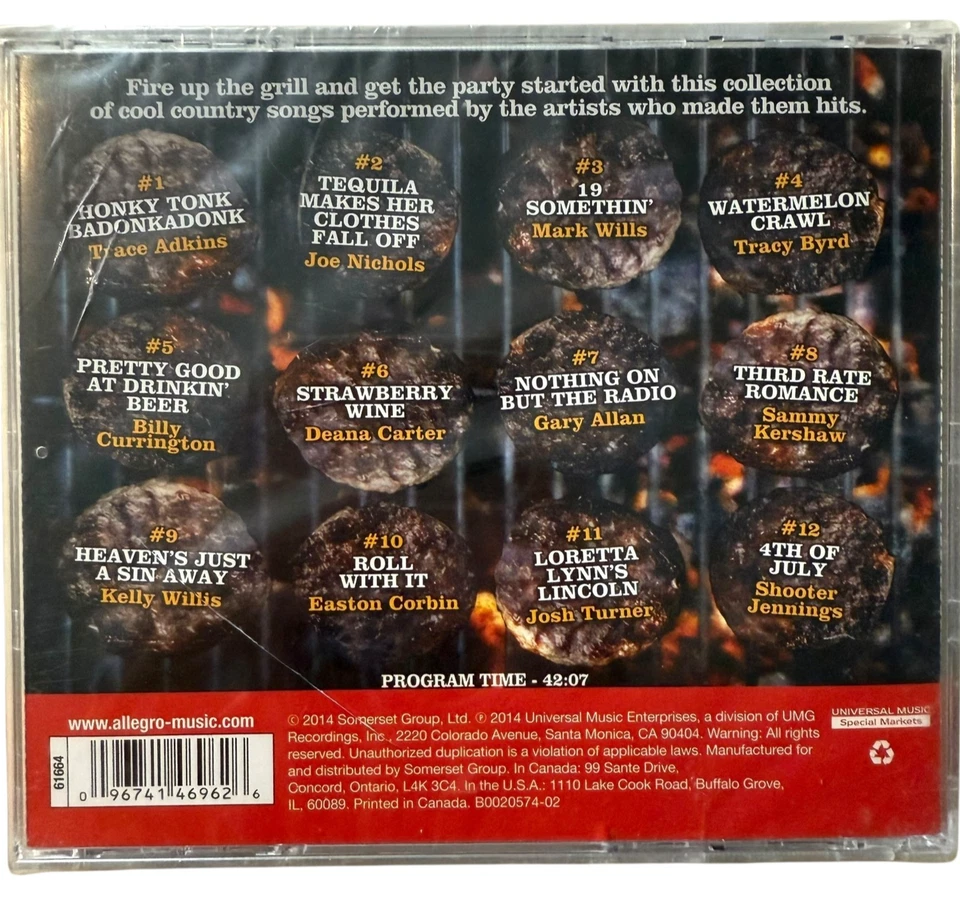 Fire up the grill and get the party started with this collection
of cool country songs performed by the artists who made them hits.
#1
HONKY TONK
BADONKADONK
Trace Adkins
#2
TEQUILA
MAKES HER
CLOTHES
FALL OFF
Joe Nichols
#3
19
SOMETHIN'
Mark Wills
#4
WATERMELON
CRAWL
Tracy Byrd
#5
PRETTY GOOD
AT DRINKIN'
BEER
Billy
Currington
#6
STRAWBERRY
WINE
Deana Carter
#7
NOTHING ON
BUT THE RADIO
Gary Allan
#8
THIRD RATE
ROMANCE
Sammy
Kershaw
#9
HEAVEN'S JUST
A SIN AWAY
Kelly Willis
#10
ROLL
WITH IT
Easton Corbin
#11
LORETTA
LYNN'S
LINCOLN
Josh Turner
#12
4TH OF
JULY
Shooter
Jennings
PROGRAM TIME - 42:07
www.allegro-music.com
61664
0 96741 46962 6
© 2014 Somerset Group, Ltd. ℗ 2014 Universal Music Enterprises, a division of UMG
Recordings, Inc., 2220 Colorado Avenue, Santa Monica, CA 90404. Warning: All rights
reserved. Unauthorized duplication is a violation of applicable laws. Manufactured for
and distributed by Somerset Group. In Canada: 99 Sante Drive,
Concord, Ontario, L4K 3C4. In the U.S.A.: 1110 Lake Cook Road, Buffalo Grove,
IL, 60089. Printed in Canada. B0020574-02
UNIVERSAL MUSIC
Special Markets